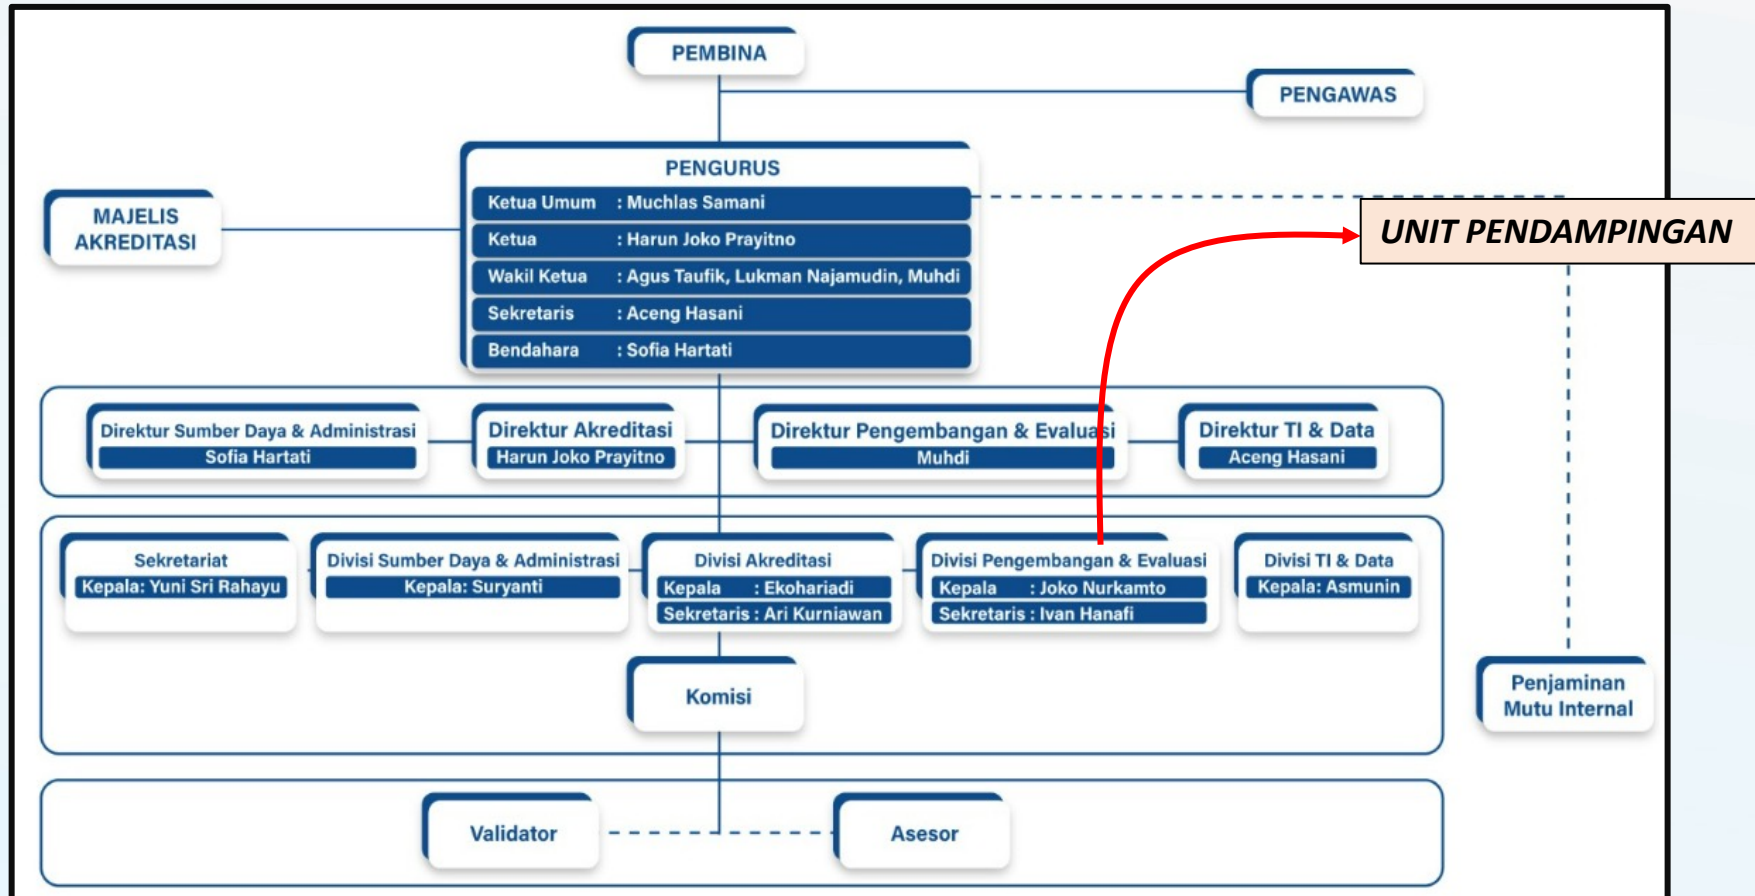 PEMBINA
PENGAWAS
PENGURUS
Ketua Umum : Muchlas Samani
Ketua : Harun Joko Prayitno
Wakil Ketua : Agus Taufik, Lukman Najamudin, Muhdi
Sekretaris : Aceng Hasani
Bendahara : Sofia Hartati
MAJELIS
AKREDITASI
UNIT PENDAMPINGAN
Direktur Sumber Daya & Administrasi
Sofia Hartati
Direktur Akreditasi
Harun Joko Prayitno
Direktur Pengembangan & Evaluasi
Muhdi
Direktur TI & Data
Aceng Hasani
Sekretariat
Kepala: Yuni Sri Rahayu
Divisi Sumber Daya & Administrasi
Kepala: Suryanti
Divisi Akreditasi
Kepala : Ekohariadi
Sekretaris : Ari Kurniawan
Divisi Pengembangan & Evaluasi
Kepala : Joko Nurkamto
Sekretaris : Ivan Hanafi
Divisi TI & Data
Kepala: Asmunin
Komisi
Penjaminan
Mutu Internal
Validator
Asesor